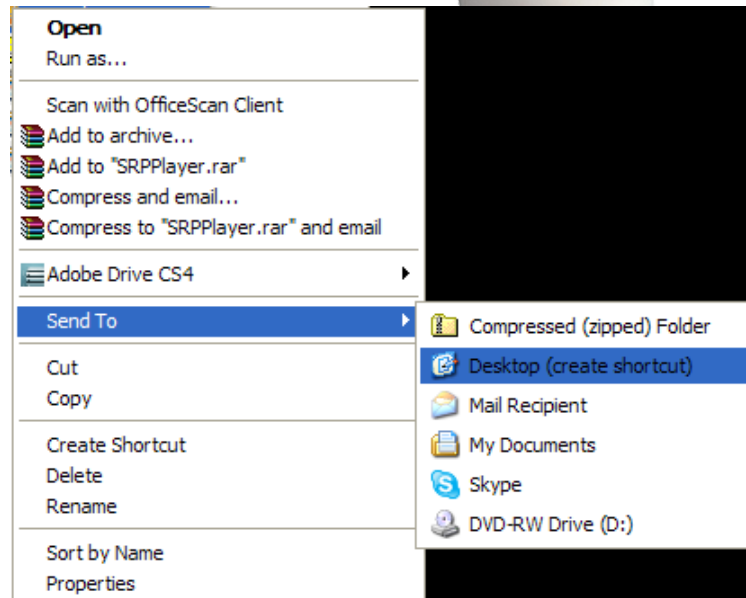 Open
Run as...
Scan with OfficeScan Client
Add to archive...
Add to "SRPPlayer.rar"
Compress and email...
Compress to "SRPPlayer.rar" and email
Adobe Drive CS4
Send To
Cut
Copy
Create Shortcut
Delete
Rename
Sort by Name
Properties
Compressed (zipped) Folder
Desktop (create shortcut)
Mail Recipient
My Documents
Skype
DVD-RW Drive (D:)